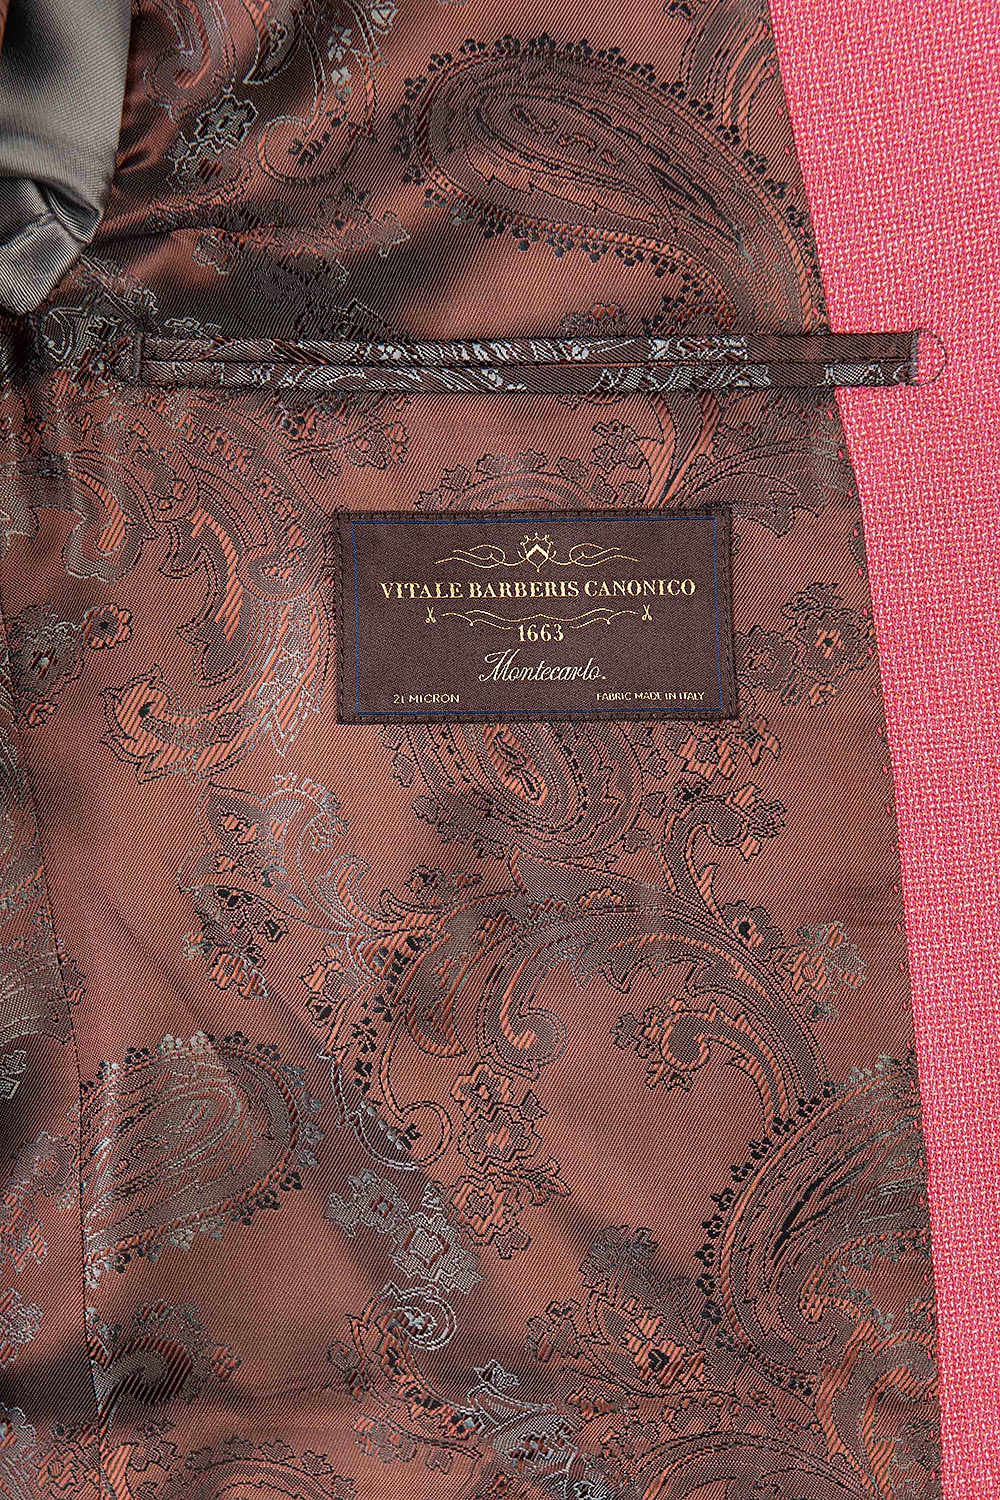 VITALE BARBERIS CANONICO
1663
Montecarlo.
21 MICRON
FABRIC MADE IN ITALY